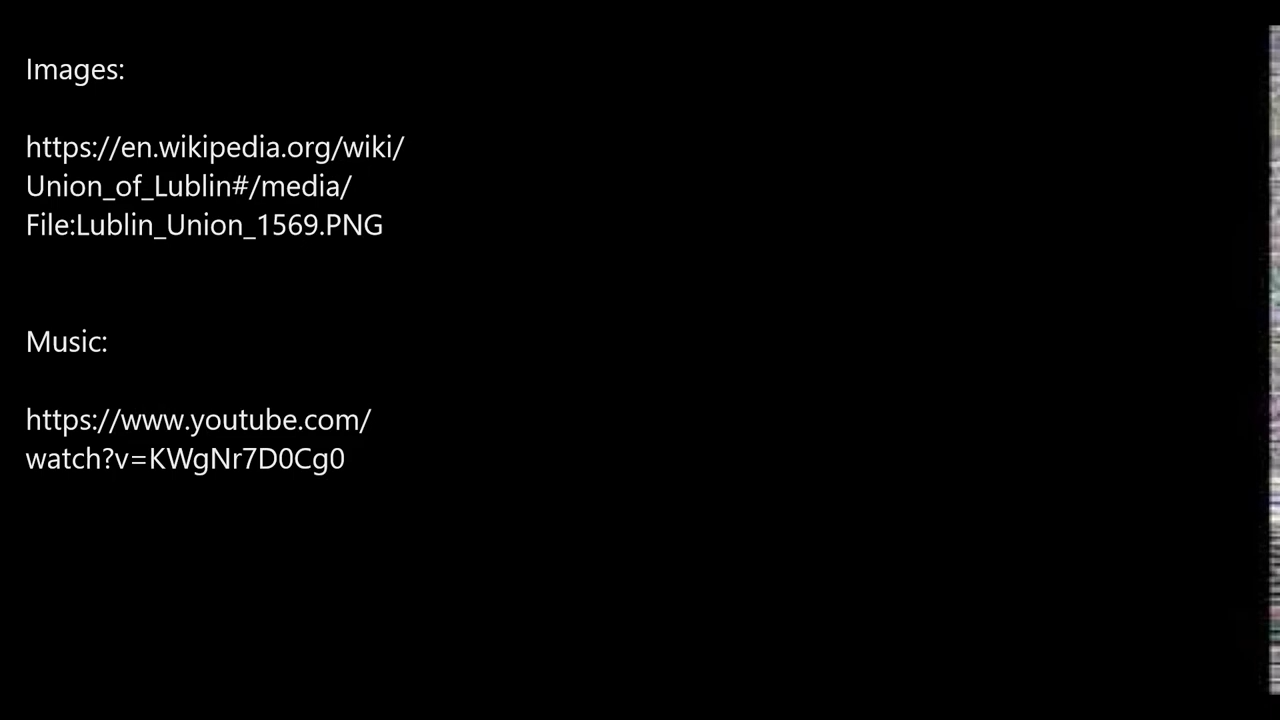 Images:
https://en.wikipedia.org/wiki/
Union_of_Lublin#/media/
File:Lublin_Union_1569.PNG
Music:
https://www.youtube.com/
watch?v=KWgNr7D0Cg0